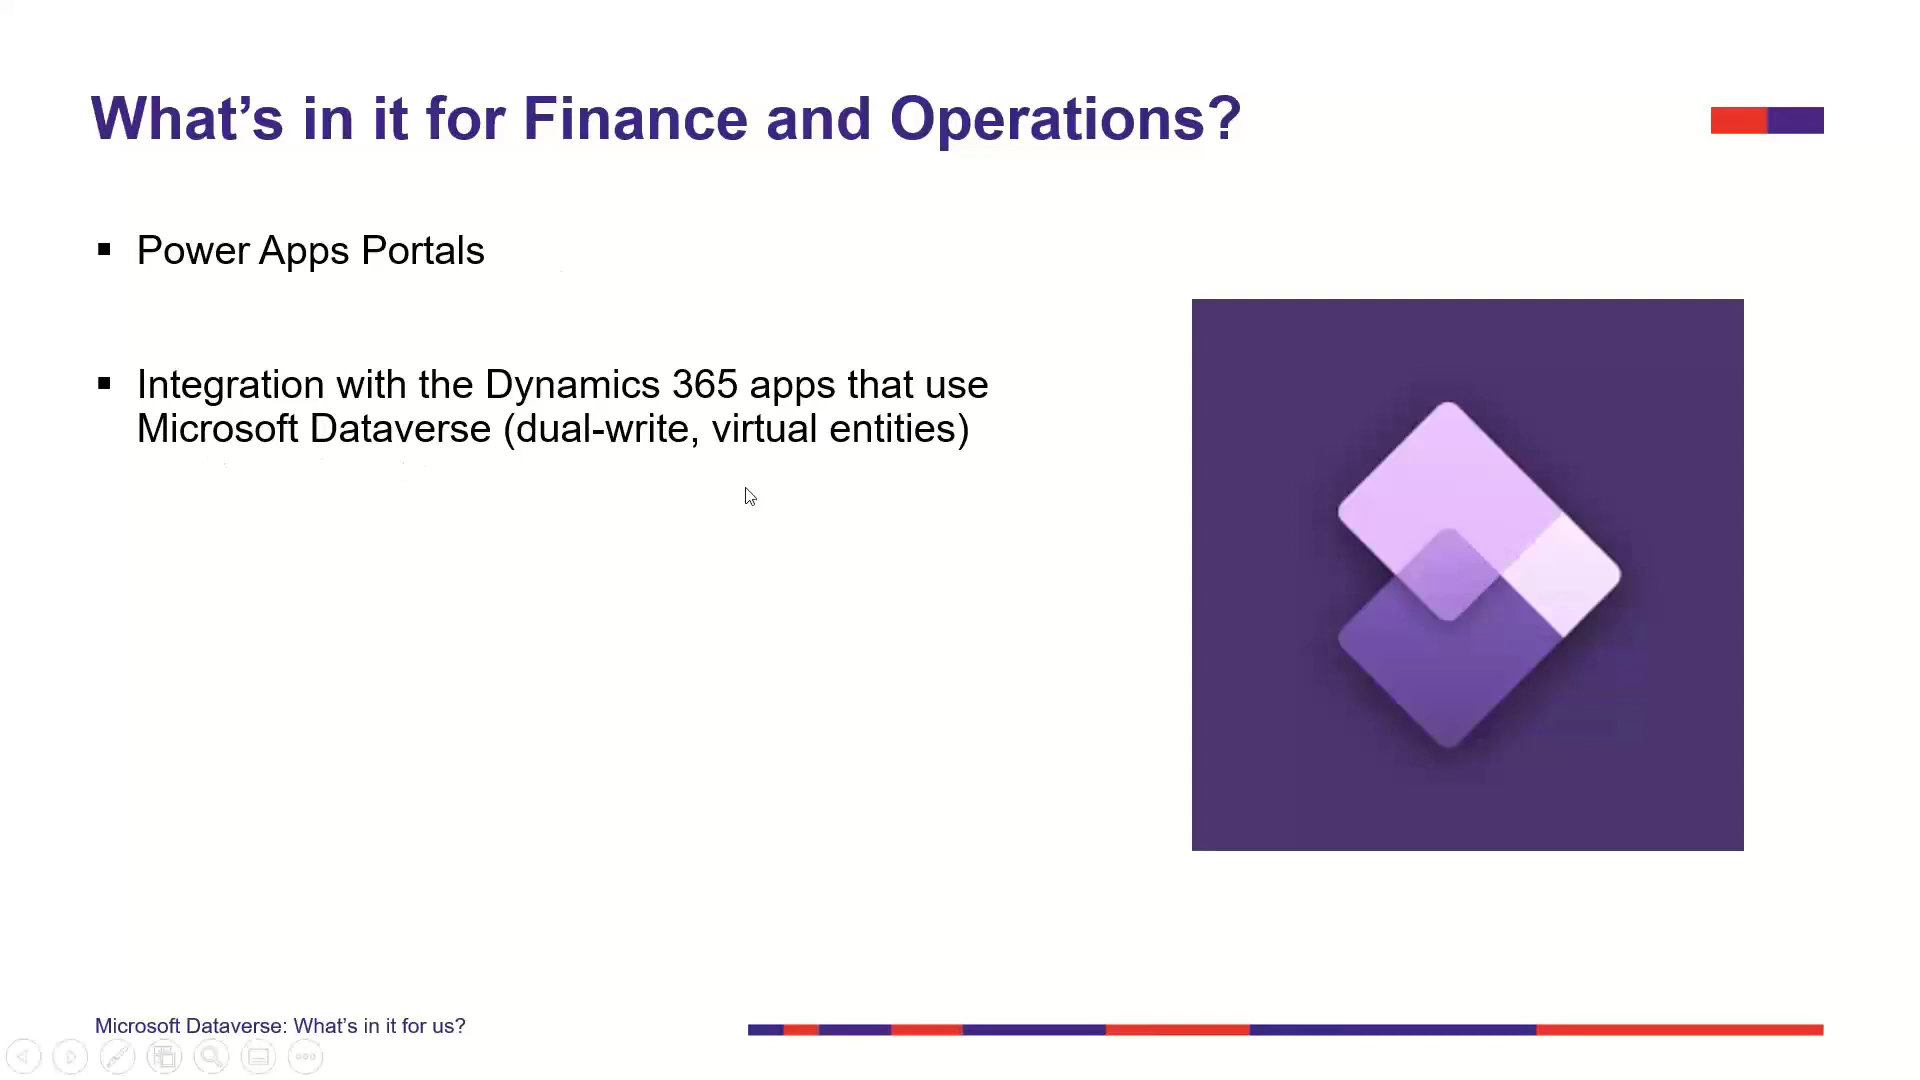 What’s in it for Finance and Operations?
▪ Power Apps Portals
▪ Integration with the Dynamics 365 apps that use
Microsoft Dataverse (dual-write, virtual entities)
Microsoft Dataverse: What’s in it for us?